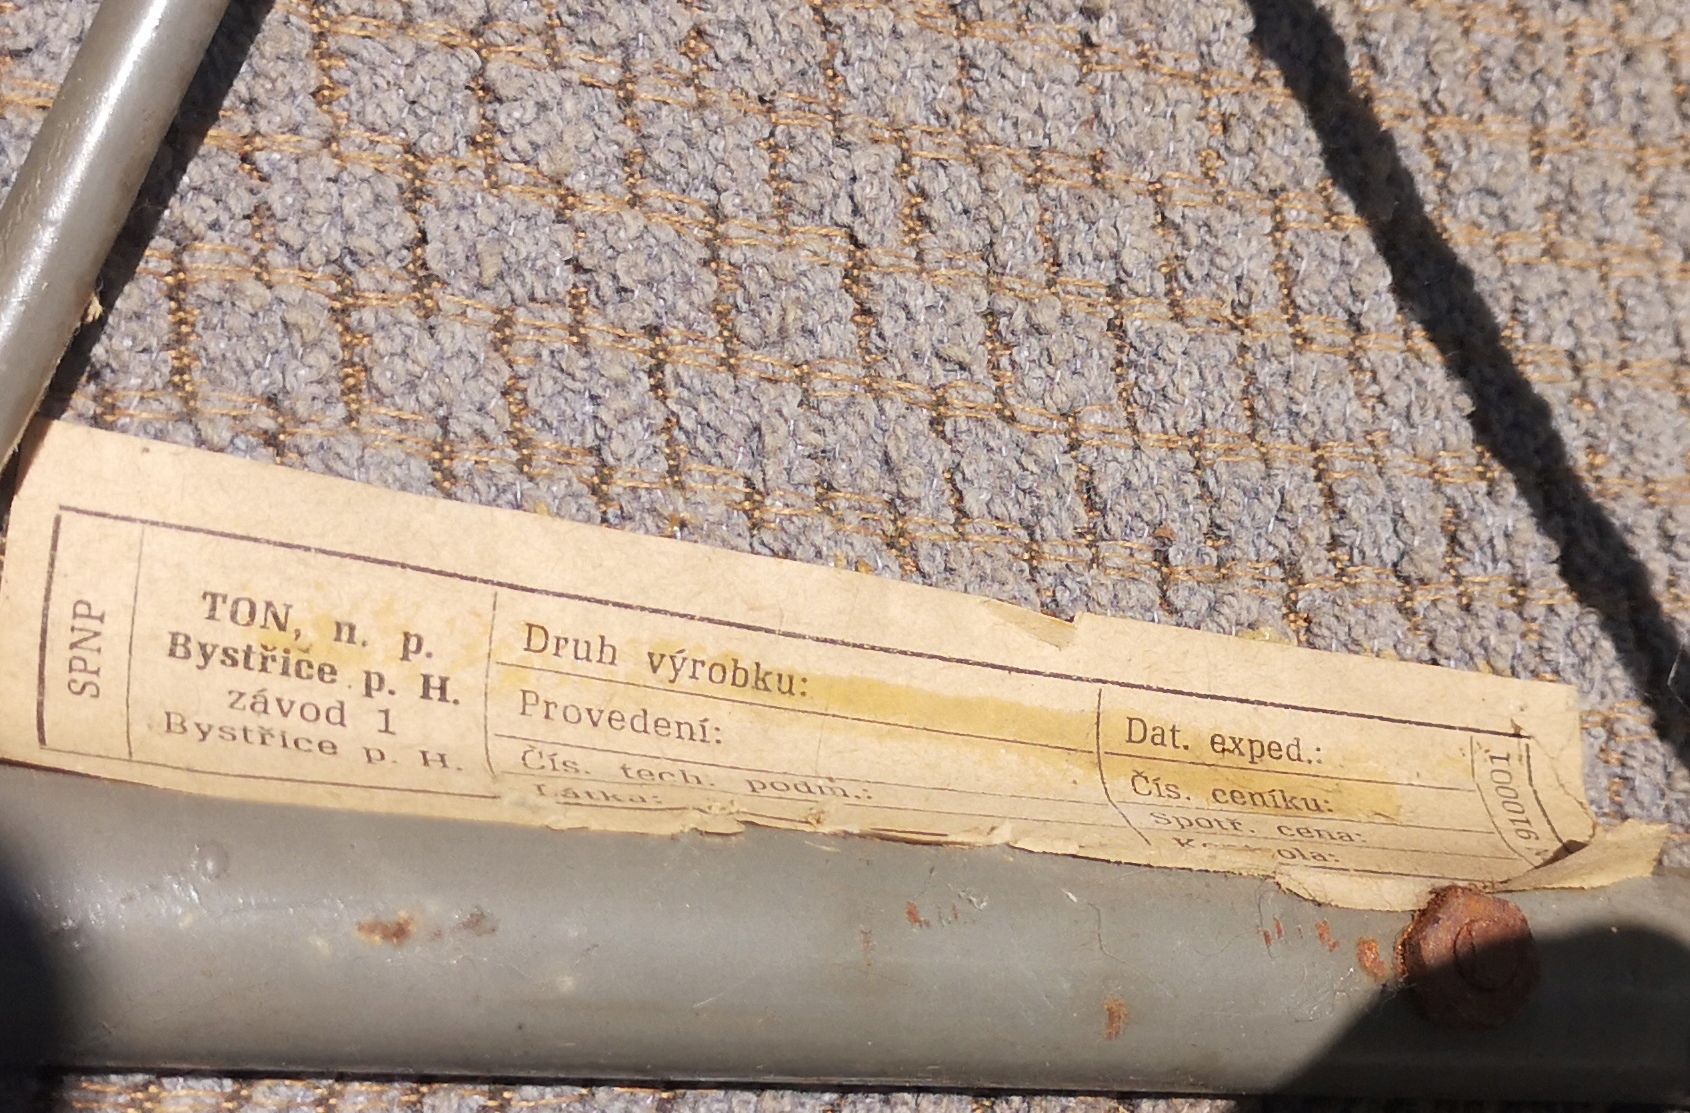 SPNP
TON, n. p.
Bystřice p. H.
závod 1
Bystřice p. H.
Druh výrobku:
Provedení:
Čís. tech. podm.:
Látka:
Dat. exped.:
Čís. ceníku:
Spotř. cena:
910001